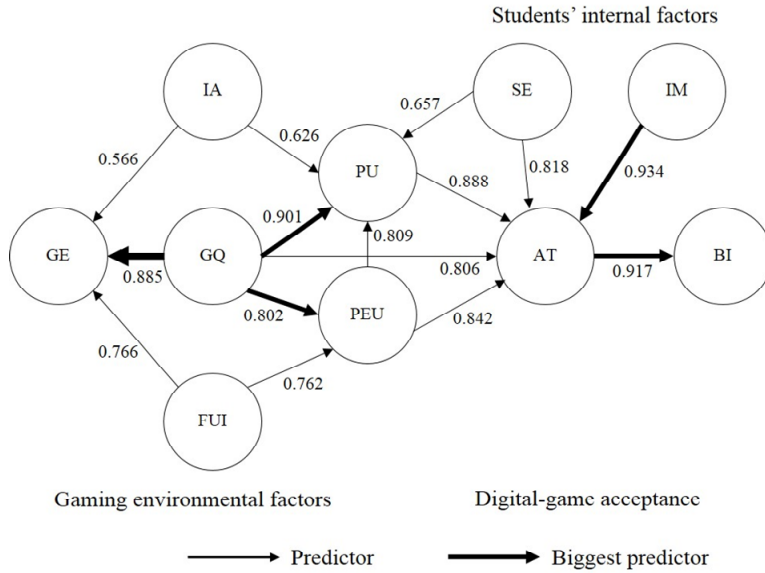 Students' internal factors
IA
SE
IM
0.626
0.657
0.566
PU
0.818
0.934
0.888
0.901
0.809
GE
GQ
0.885
0.806
AT
0.917
BI
0.802
PEU
0.842
0.766
0.762
FUI
Gaming environmental factors
Digital-game acceptance
Predictor
Biggest predictor